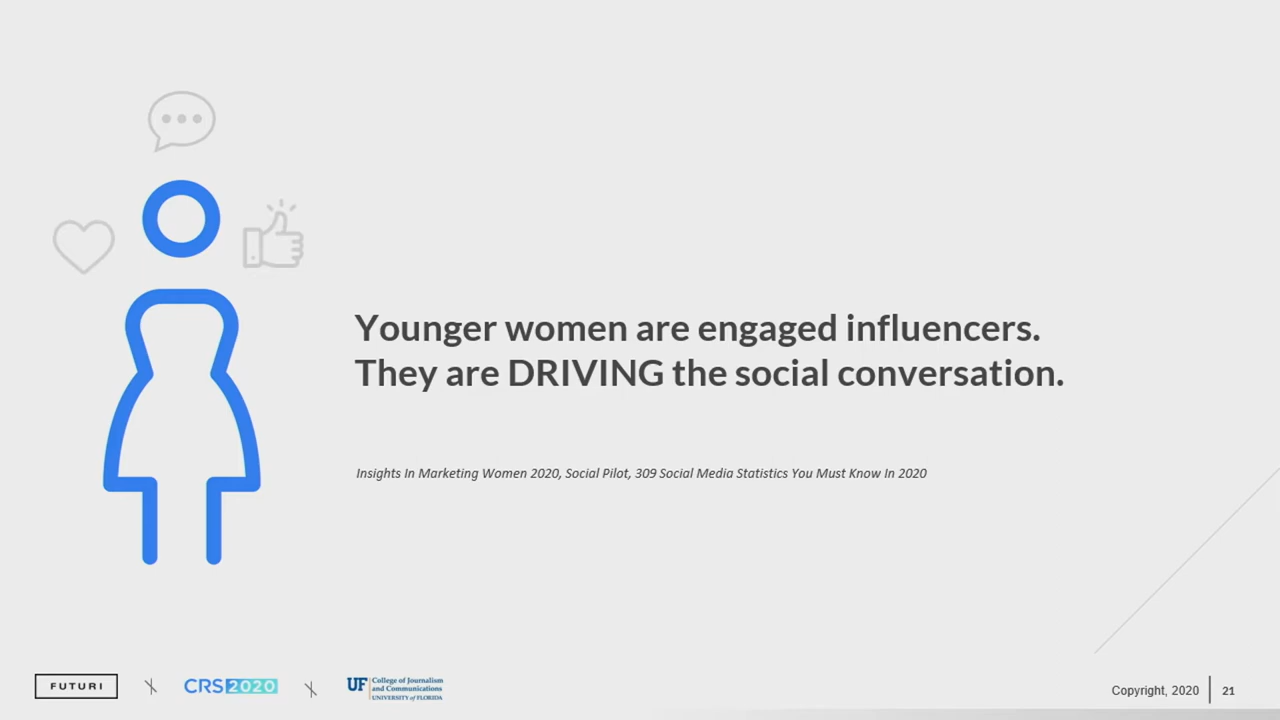 Younger women are engaged influencers.
They are DRIVING the social conversation.
Insights In Marketing Women 2020, Social Pilot, 309 Social Media Statistics You Must Know In 2020
FUTURI
CRS2020
UF
College of Journalism
and Communications
UNIVERSITY of FLORIDA
Copyright, 2020
21